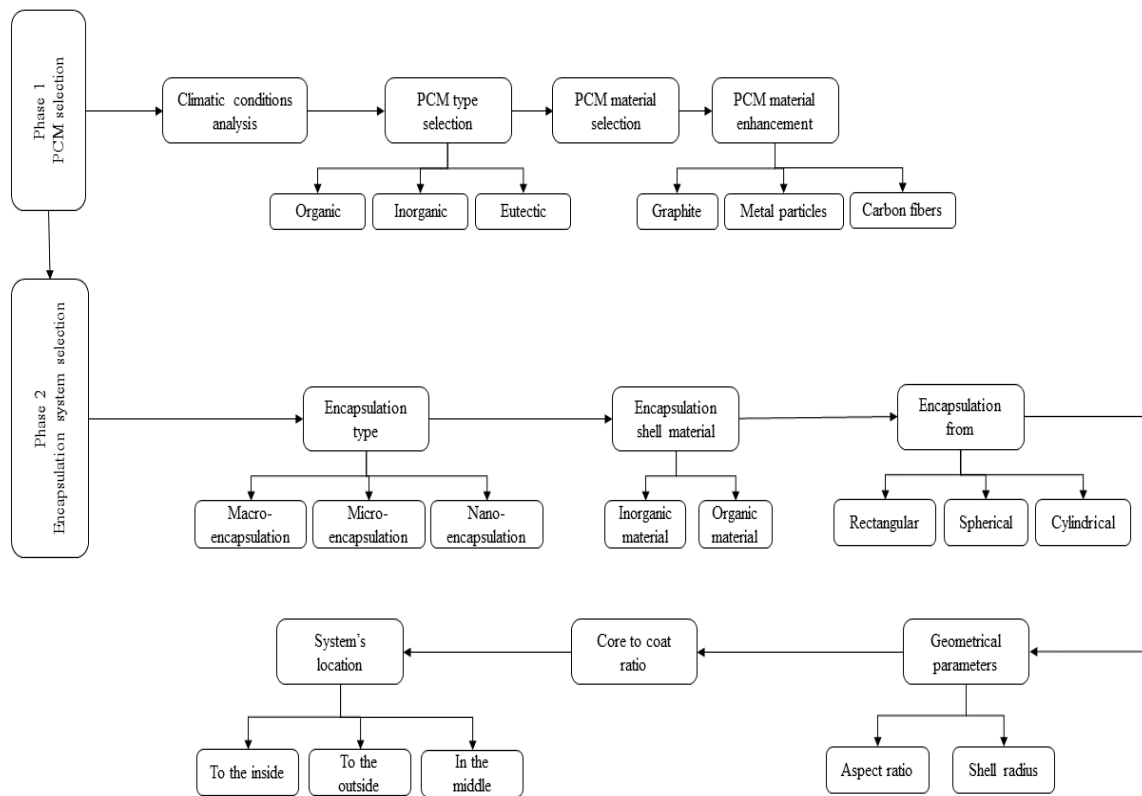 Phase 1
PCM selection
Climatic conditions
analysis
PCM type
selection
PCM material
selection
PCM material
enhancement
Organic
Inorganic
Eutectic
Graphite
Metal particles
Carbon fibers
Phase 2
Encapsulation system selection
Encapsulation
type
Encapsulation
shell material
Encapsulation
from
Macro-
encapsulation
Micro-
encapsulation
Nano-
encapsulation
Inorganic
material
Organic
material
Rectangular
Spherical
Cylindrical
System's
location
Core to coat
ratio
Geometrical
parameters
To the inside
To the
outside
In the
middle
Aspect ratio
Shell radius